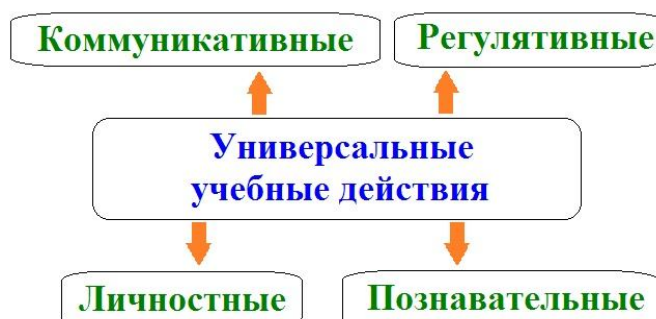 Коммуникативные
Регулятивные
Универсальные
учебные действия
Личностные
Познавательные